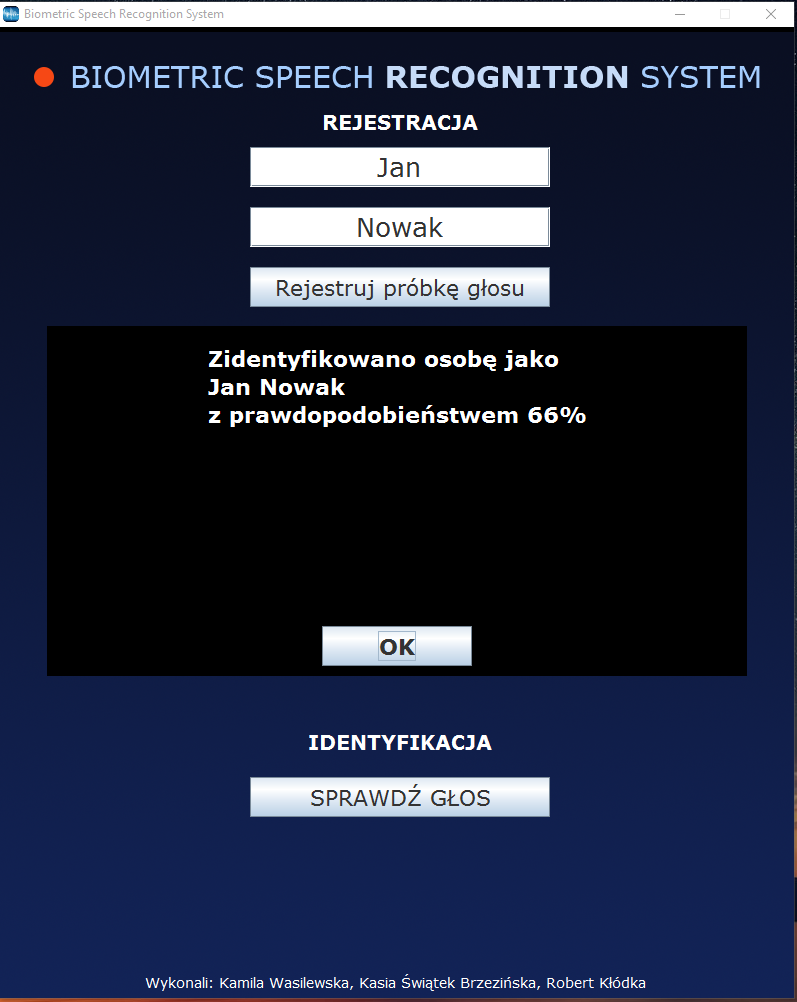 Biometric Speech Recognition System
BIOMETRIC SPEECH RECOGNITION SYSTEM
REJESTRACJA
Jan
Nowak
Rejestruj próbkę głosu
Zidentyfikowano osobę jako
Jan Nowak
z prawdopodobieństwem 66%
OK
IDENTYFIKACJA
SPRAWDŹ GŁOS
Wykonali: Kamila Wasilewska, Kasia Świątek Brzezińska, Robert Kłódka